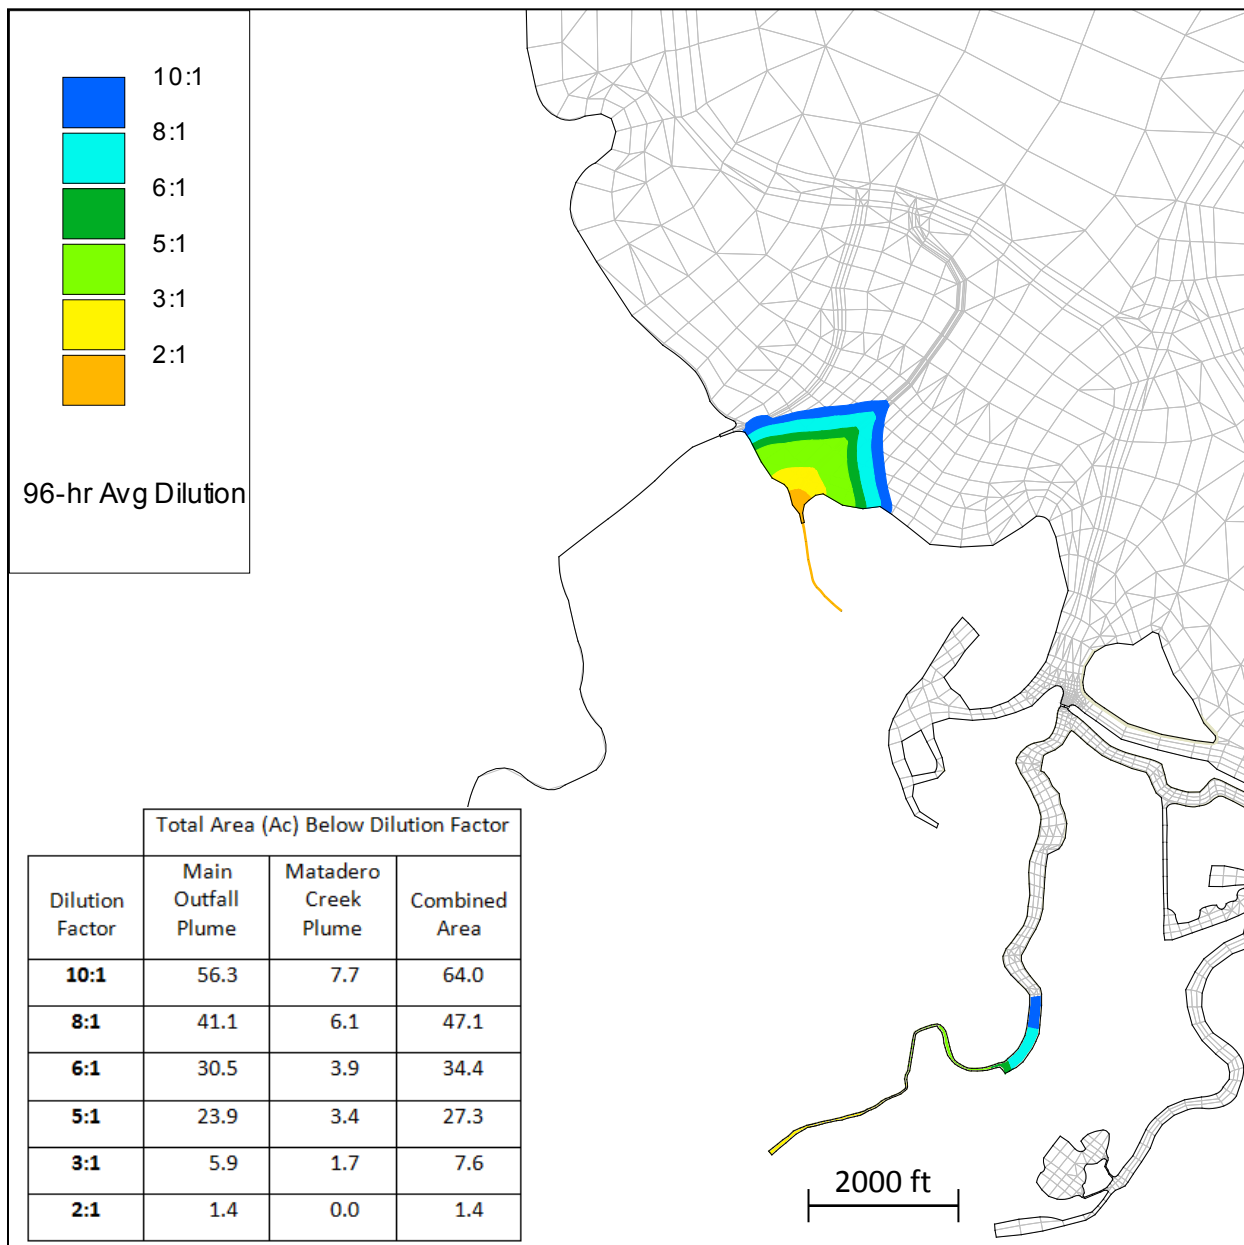 10:1
8:1
6:1
5:1
3:1
2:1
96-hr Avg Dilution
Total Area (Ac) Below Dilution Factor
Dilution Factor | Main Outfall Plume | Matadero Creek Plume | Combined Area
10:1 56.3 7.7 64.0
8:1 41.1 6.1 47.1
6:1 30.5 3.9 34.4
5:1 23.9 3.4 27.3
3:1 5.9 1.7 7.6
2:1 1.4 0.0 1.4
2000 ft